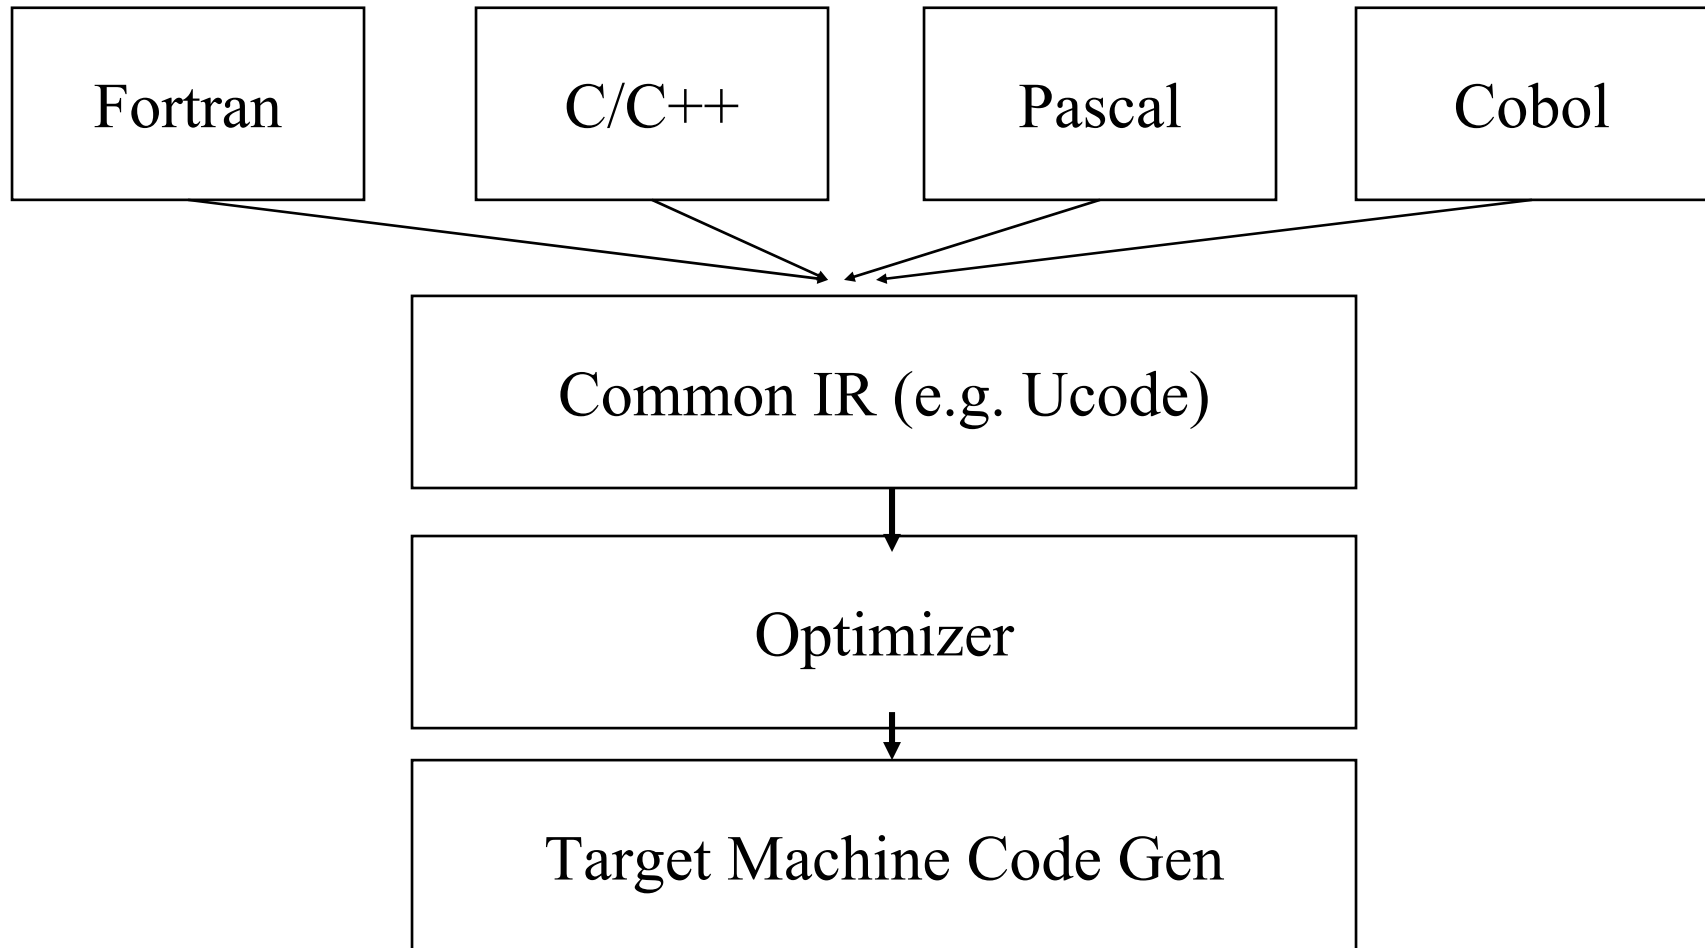 Fortran
C/C++
Pascal
Cobol
Common IR (e.g. Ucode)
Optimizer
Target Machine Code Gen